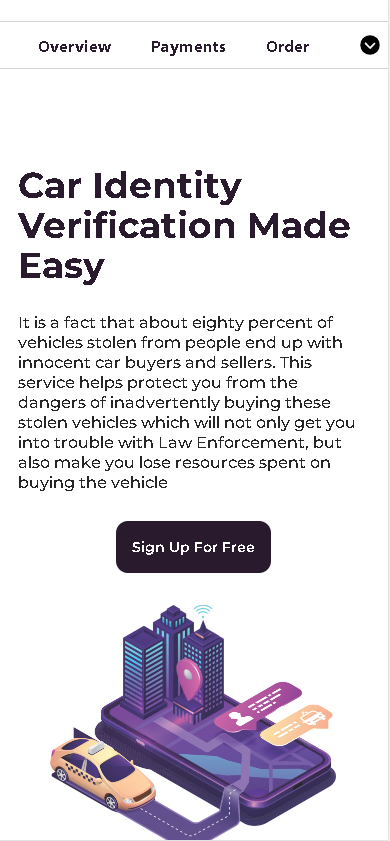 Overview Payments Order
Car Identity
Verification Made
Easy
It is a fact that about eighty percent of
vehicles stolen from people end up with
innocent car buyers and sellers. This
service helps protect you from the
dangers of inadvertently buying these
stolen vehicles which will not only get you
into trouble with Law Enforcement, but
also make you lose resources spent on
buying the vehicle
Sign Up For Free